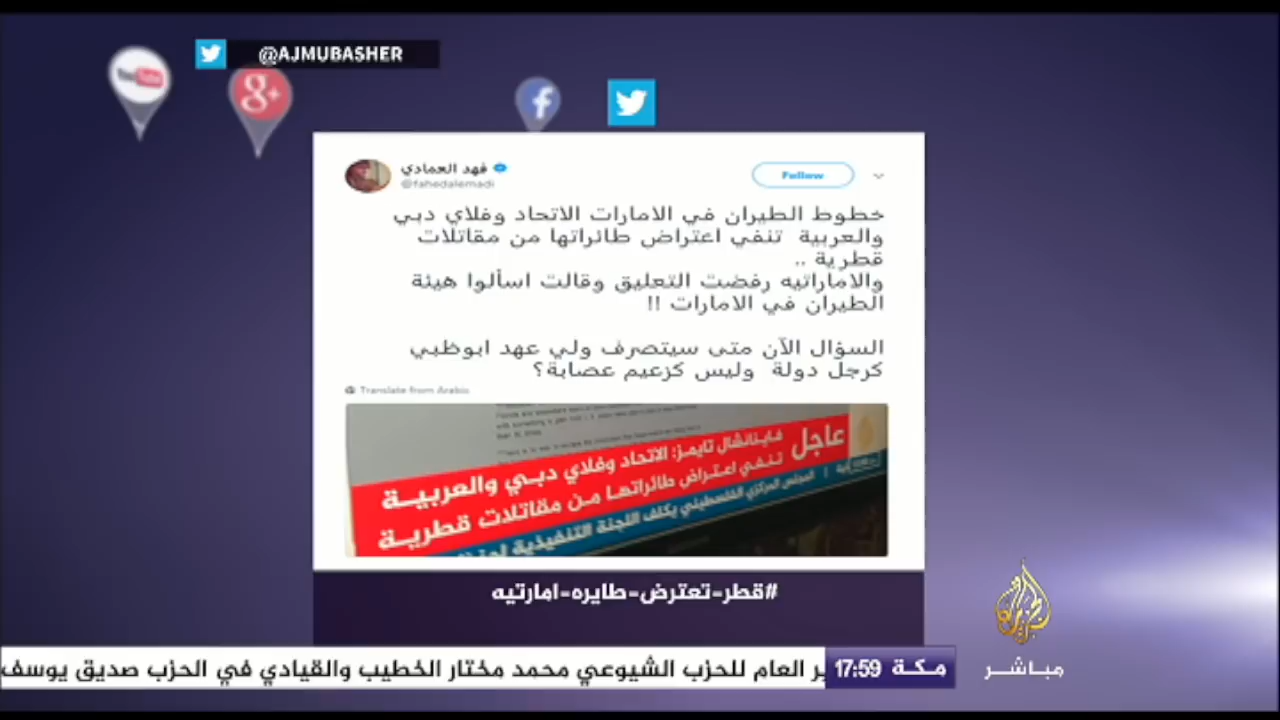 @AJMUBASHER
YouTube
g+
f
فهد العمادي
@fahedalemadi
Follow
خطوط الطيران في الامارات الاتحاد وفلاي دبي
والعربية تنفي اعتراض طائراتها من مقاتلات
قطرية ..
والاماراتيه رفضت التعليق وقالت اسألوا هيئة
الطيران في الامارات !!
السؤال الآن متى سيتصرف ولي عهد ابوظبي
كرجل دولة وليس كزعيم عصابة؟
Translate from Arabic
عاجل
فايننشال تايمز: الاتحاد وفلاي دبي والعربية
تنفي اعتراض طائراتها من مقاتلات قطرية
المجلس المركزي الفلسطيني يكلف اللجنة التنفيذية
#قطر-تعترض-طايره-امارتيه
الجزيرة
مباشر
مكة 17:59
ير العام للحزب الشيوعي محمد مختار الخطيب والقيادي في الحزب صديق يوسف